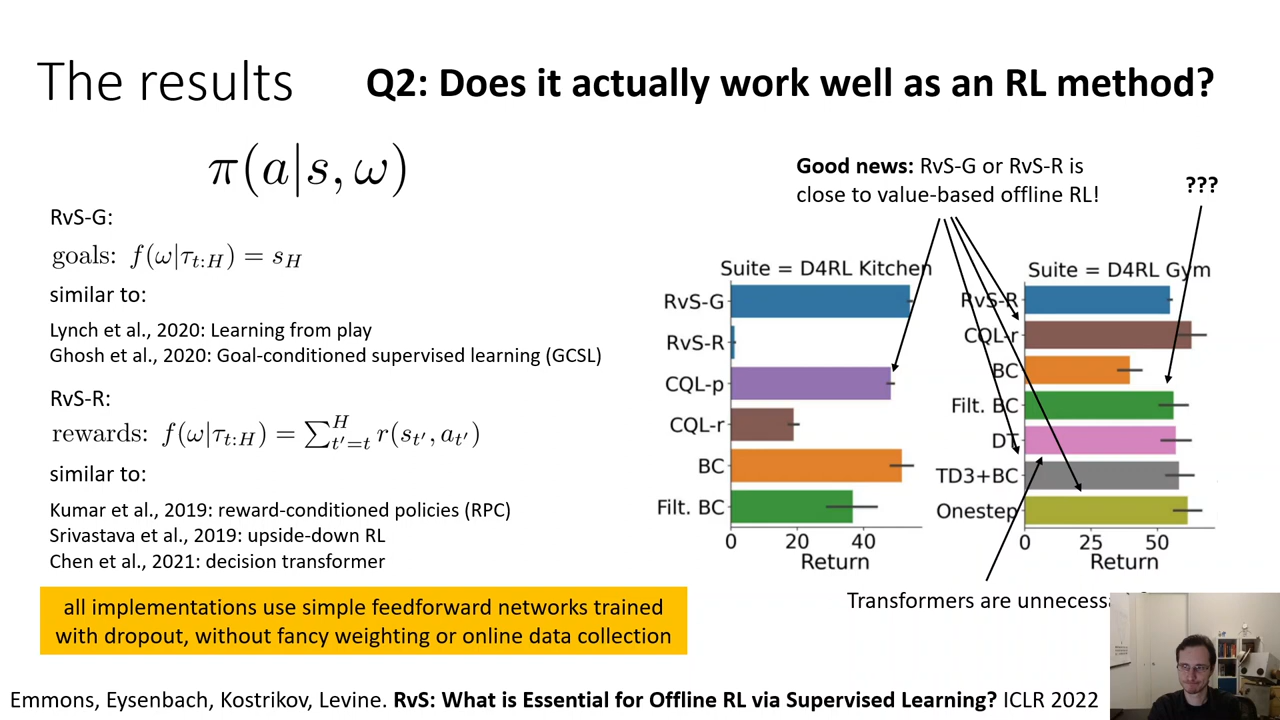 The results
Q2: Does it actually work well as an RL method?
π(a|s, ω)
RvS-G:
goals: f(ω|τ_{t:H}) = s_H
similar to:
Lynch et al., 2020: Learning from play
Ghosh et al., 2020: Goal-conditioned supervised learning (GCSL)
RvS-R:
rewards: f(ω|τ_{t:H}) = ∑_{t'=t}^{H} r(s_{t'}, a_{t'})
similar to:
Kumar et al., 2019: reward-conditioned policies (RPC)
Srivastava et al., 2019: upside-down RL
Chen et al., 2021: decision transformer
all implementations use simple feedforward networks trained
with dropout, without fancy weighting or online data collection
Good news: RvS-G or RvS-R is
close to value-based offline RL!
???
Suite = D4RL Kitchen
RvS-G
RvS-R
CQL-p
CQL-r
BC
Filt. BC
0 20 40
Return
Suite = D4RL Gym
RvS-R
CQL-r
BC
Filt. BC
DT
TD3+BC
Onestep
0 25 50
Return
Transformers are
Emmons, Eysenbach, Kostrikov, Levine. RvS: What is Essential for Offline RL via Supervised Learning? ICLR 2022